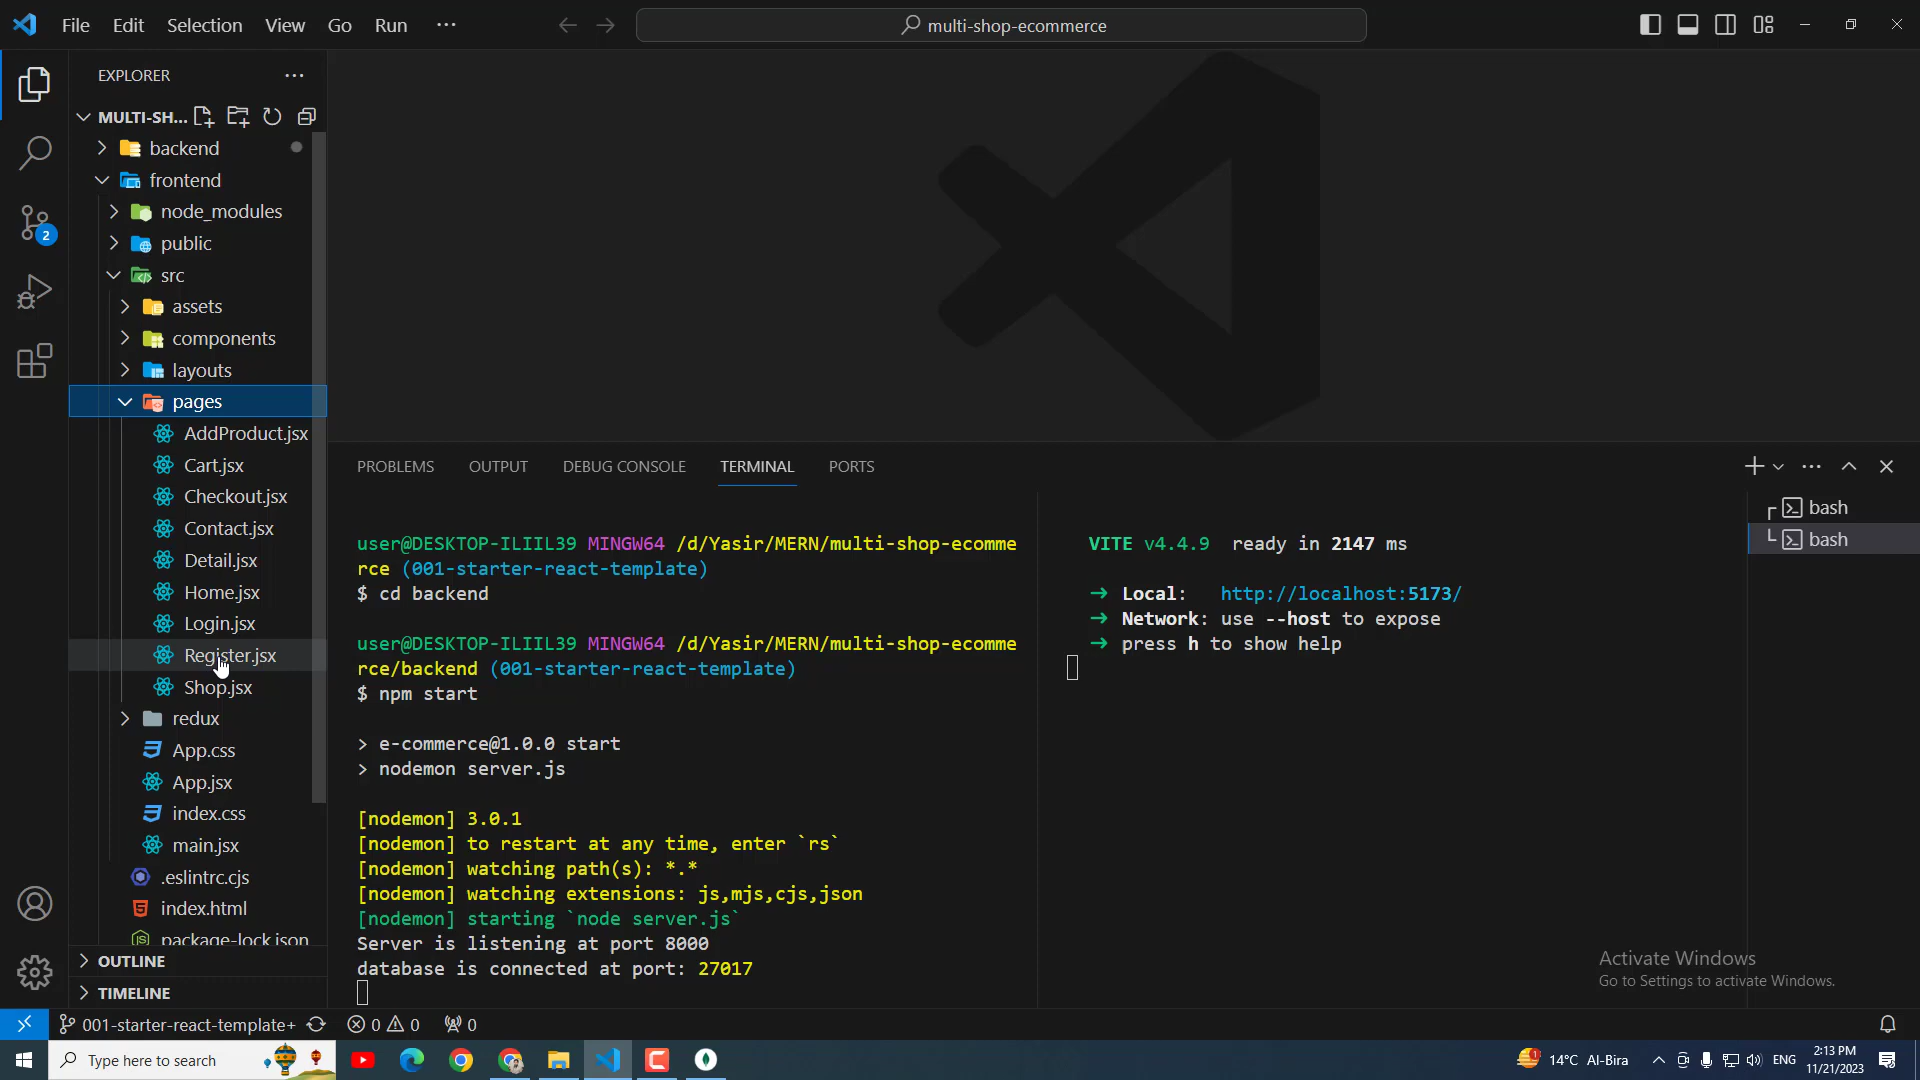 File Edit Selection View Go Run ···
multi-shop-ecommerce
EXPLORER
MULTI-SH...
backend
frontend
node_modules
public
src
assets
components
layouts
pages
AddProduct.jsx
Cart.jsx
Checkout.jsx
Contact.jsx
Detail.jsx
Home.jsx
Login.jsx
Register.jsx
Shop.jsx
redux
App.css
App.jsx
index.css
main.jsx
.eslintrc.cjs
index.html
package-lock.json
OUTLINE
TIMELINE
2
PROBLEMS OUTPUT DEBUG CONSOLE TERMINAL PORTS
user@DESKTOP-ILIIL39 MINGW64 /d/Yasir/MERN/multi-shop-ecomme
rce (001-starter-react-template)
$ cd backend
user@DESKTOP-ILIIL39 MINGW64 /d/Yasir/MERN/multi-shop-ecomme
rce/backend (001-starter-react-template)
$ npm start
> e-commerce@1.0.0 start
> nodemon server.js
[nodemon] 3.0.1
[nodemon] to restart at any time, enter `rs`
[nodemon] watching path(s): *.*
[nodemon] watching extensions: js,mjs,cjs,json
[nodemon] starting `node server.js`
Server is listening at port 8000
database is connected at port: 27017
VITE v4.4.9 ready in 2147 ms
➜ Local: http://localhost:5173/
➜ Network: use --host to expose
➜ press h to show help
bash
bash
Activate Windows
Go to Settings to activate Windows.
001-starter-react-template+ 0 0 0
Type here to search
1 14°C Al-Bira ENG 2:13 PM
11/21/2023